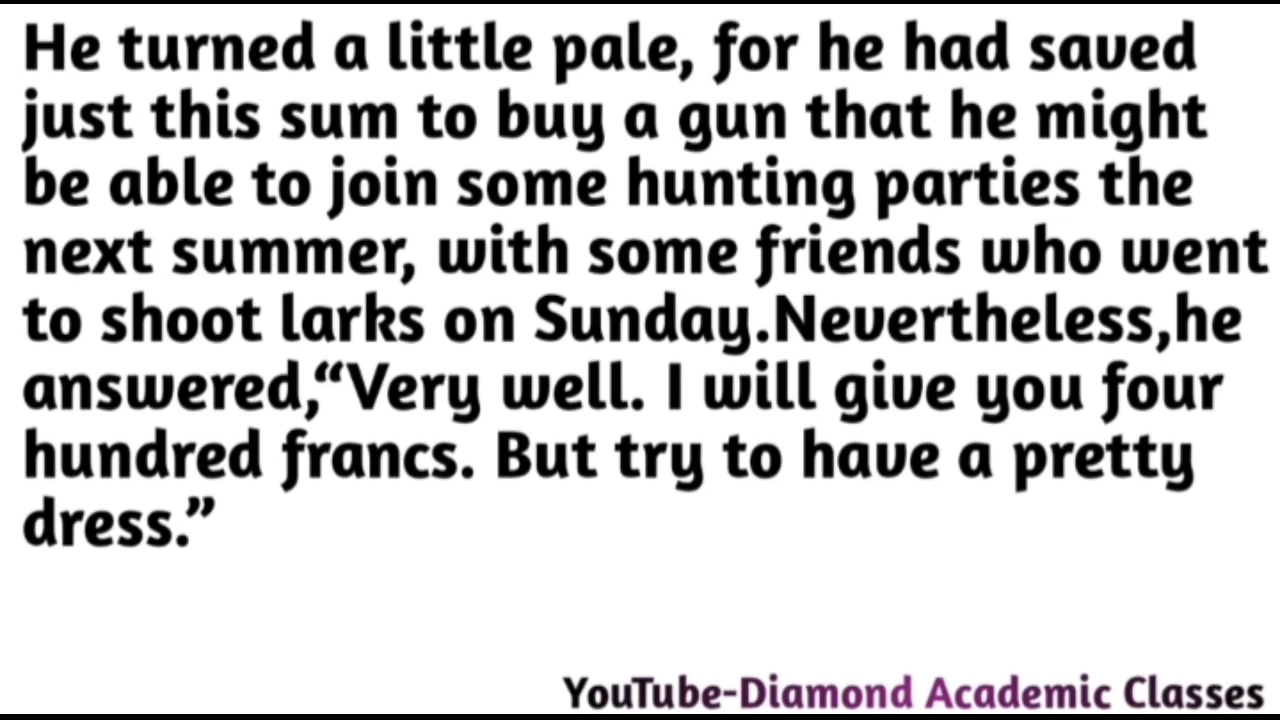 He turned a little pale, for he had saved
just this sum to buy a gun that he might
be able to join some hunting parties the
next summer, with some friends who went
to shoot larks on Sunday.Nevertheless,he
answered,“Very well. I will give you four
hundred francs. But try to have a pretty
dress.”
YouTube-Diamond Academic Classes